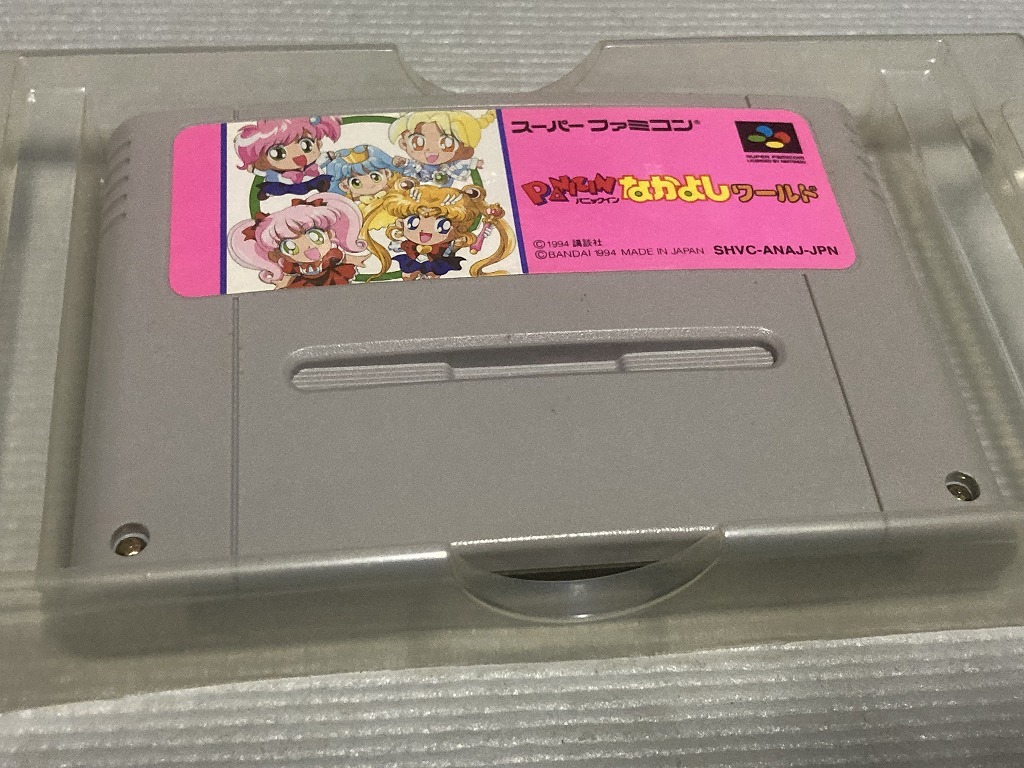 スーパーファミコン®
SUPER FAMICOM
LICENSED BY NINTENDO
PANIC IN なかよしワールド
パニックイン
©1994 講談社
©BANDAI 1994 MADE IN JAPAN SHVC-ANAJ-JPN